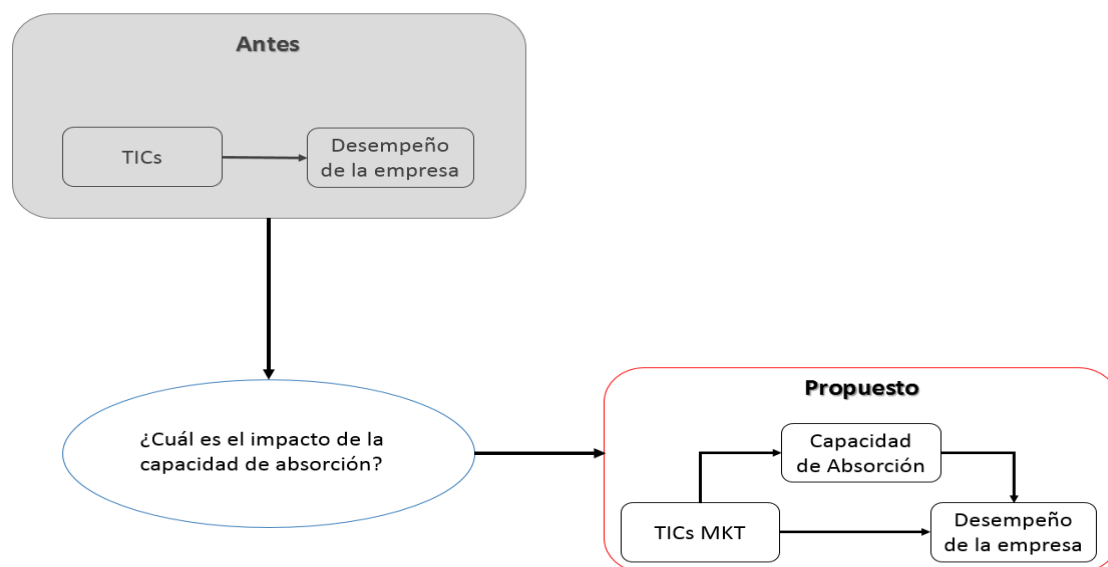 Antes
TICs
Desempeño
de la empresa
¿Cuál es el impacto de la
capacidad de absorción?
Propuesto
Capacidad
de Absorción
TICs MKT
Desempeño
de la empresa